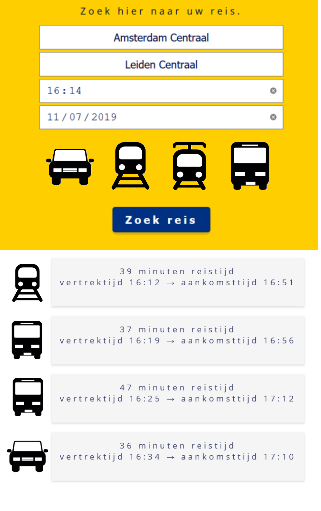 Zoek hier naar uw reis.
Amsterdam Centraal
Leiden Centraal
16:14
11/07/2019
Zoek reis
39 minuten reistijd
vertrektijd 16:12 → aankomsttijd 16:51
37 minuten reistijd
vertrektijd 16:19 → aankomsttijd 16:56
47 minuten reistijd
vertrektijd 16:25 → aankomsttijd 17:12
36 minuten reistijd
vertrektijd 16:34 → aankomsttijd 17:10